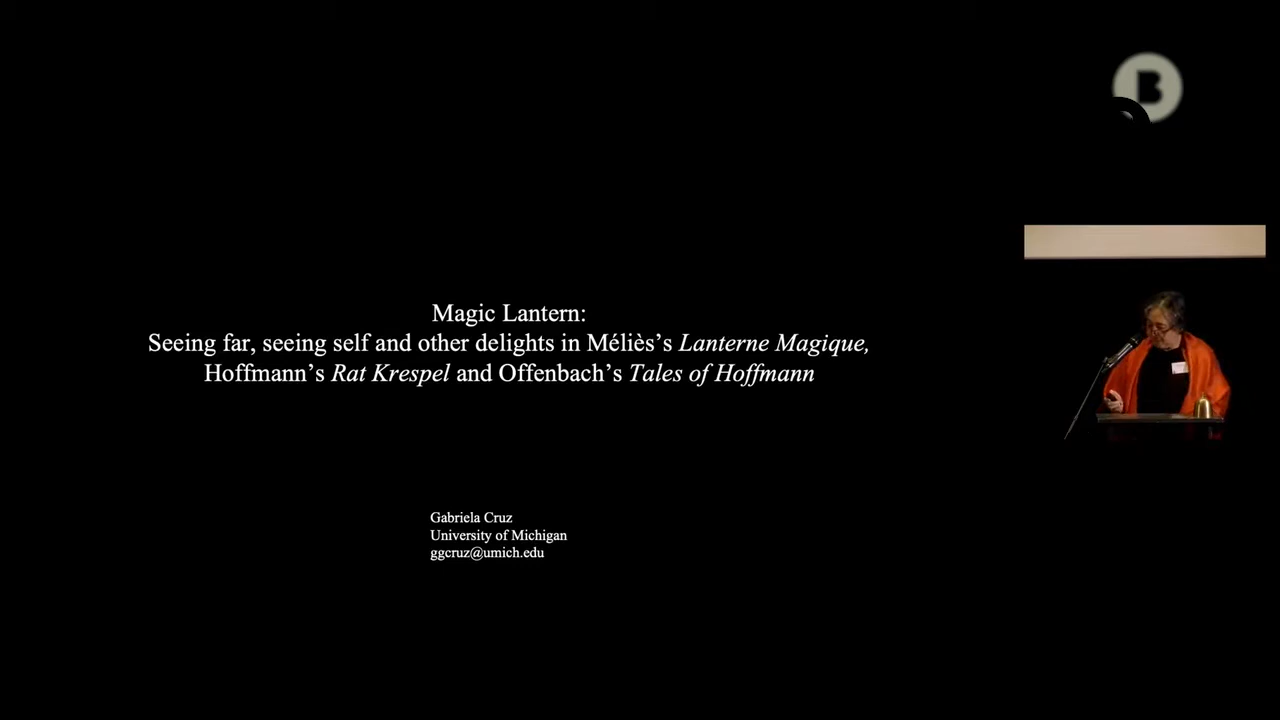 B
Magic Lantern:
Seeing far, seeing self and other delights in Méliès’s Lanterne Magique,
Hoffmann’s Rat Krespel and Offenbach’s Tales of Hoffmann
Gabriela Cruz
University of Michigan
ggcruz@umich.edu